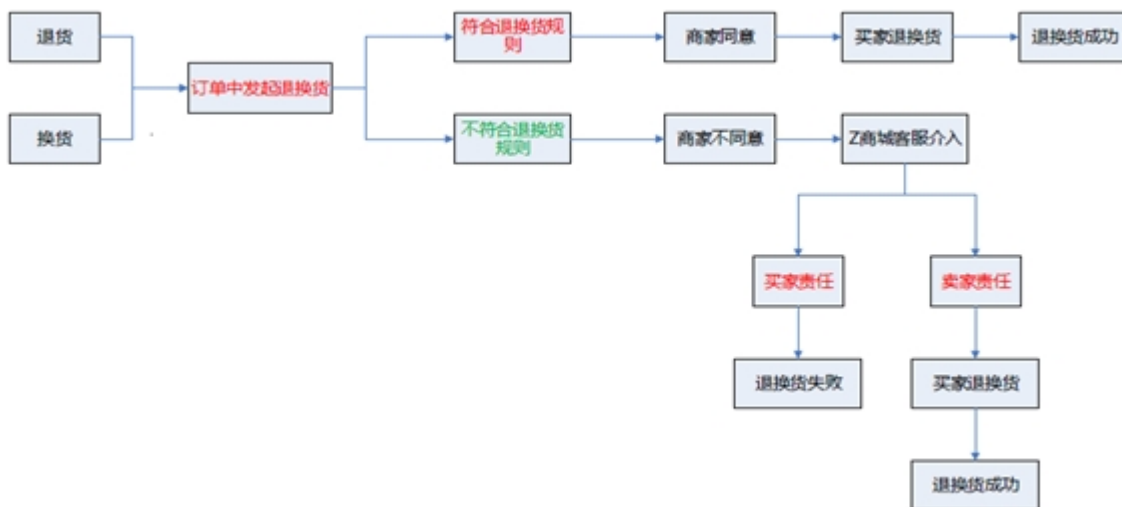 退货
换货
订单中发起退换货
符合退换货规
则
商家同意
买家退换货
退换货成功
不符合退换货
规则
商家不同意
Z商城客服介入
买家责任
卖家责任
退换货失败
买家退换货
退换货成功